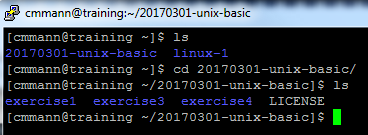 cmmann@training:~/20170301-unix-basic
[cmmann@training ~]$ ls
20170301-unix-basic  linux-1
[cmmann@training ~]$ cd 20170301-unix-basic/
[cmmann@training ~/20170301-unix-basic]$ ls
exercise1  exercise3  exercise4  LICENSE
[cmmann@training ~/20170301-unix-basic]$